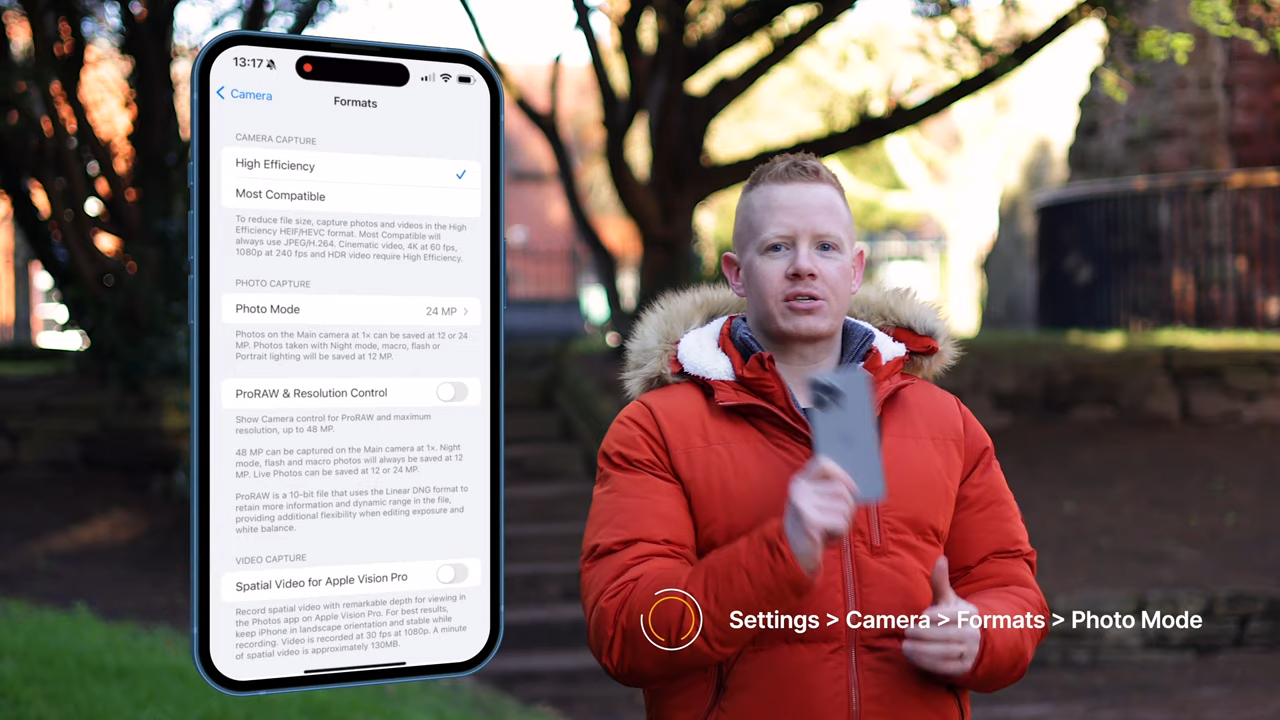 13:17
Camera
Formats
CAMERA CAPTURE
High Efficiency
Most Compatible
To reduce file size, capture photos and videos in the High
Efficiency HEIF/HEVC format. Most Compatible will
always use JPEG/H.264. Cinematic video, 4K at 60 fps,
1080p at 240 fps and HDR video require High Efficiency.
PHOTO CAPTURE
Photo Mode 24 MP
Photos on the Main camera at 1× can be saved at 12 or 24
MP. Photos taken with Night mode, macro, flash or
Portrait lighting will be saved at 12 MP.
ProRAW & Resolution Control
Show Camera control for ProRAW and maximum
resolution, up to 48 MP.
48 MP can be captured on the Main camera at 1×. Night
mode, flash and macro photos will always be saved at 12
MP. Live Photos can be saved at 12 or 24 MP.
ProRAW is a 10-bit file that uses the Linear DNG format to
retain more information and dynamic range in the file,
providing additional flexibility when editing exposure and
white balance.
VIDEO CAPTURE
Spatial Video for Apple Vision Pro
Record spatial video with remarkable depth for viewing in
the Photos app on Apple Vision Pro. For best results,
keep iPhone in landscape orientation and stable while
recording. Video is recorded at 30 fps at 1080p. A minute
of spatial video is approximately 130MB.
Settings > Camera > Formats > Photo Mode